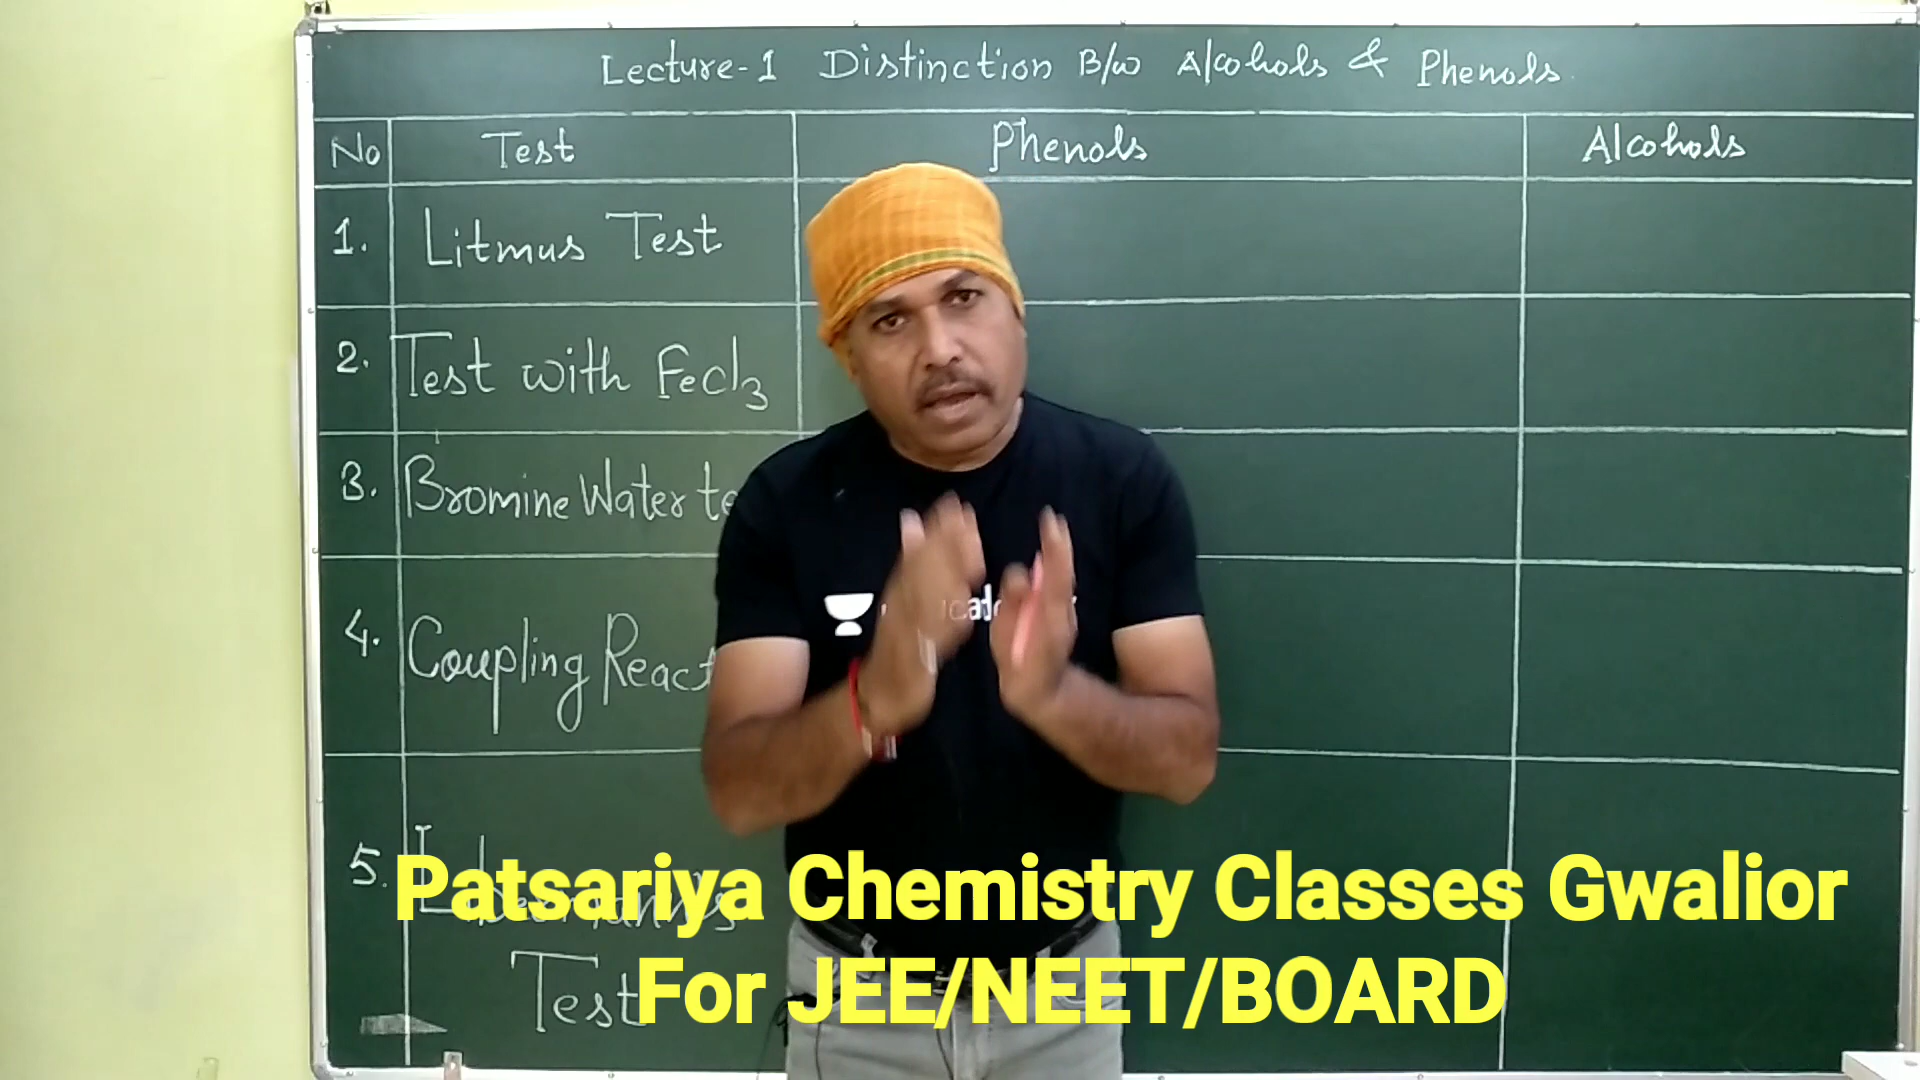 Lecture-1 Distinction B/w Alcohols & Phenols
No Test Phenols Alcohols
1. Litmus Test
2. Test with FeCl3
3. Bromine Water te
4. Coupling React
5.
Test
Patsariya Chemistry Classes Gwalior
For JEE/NEET/BOARD